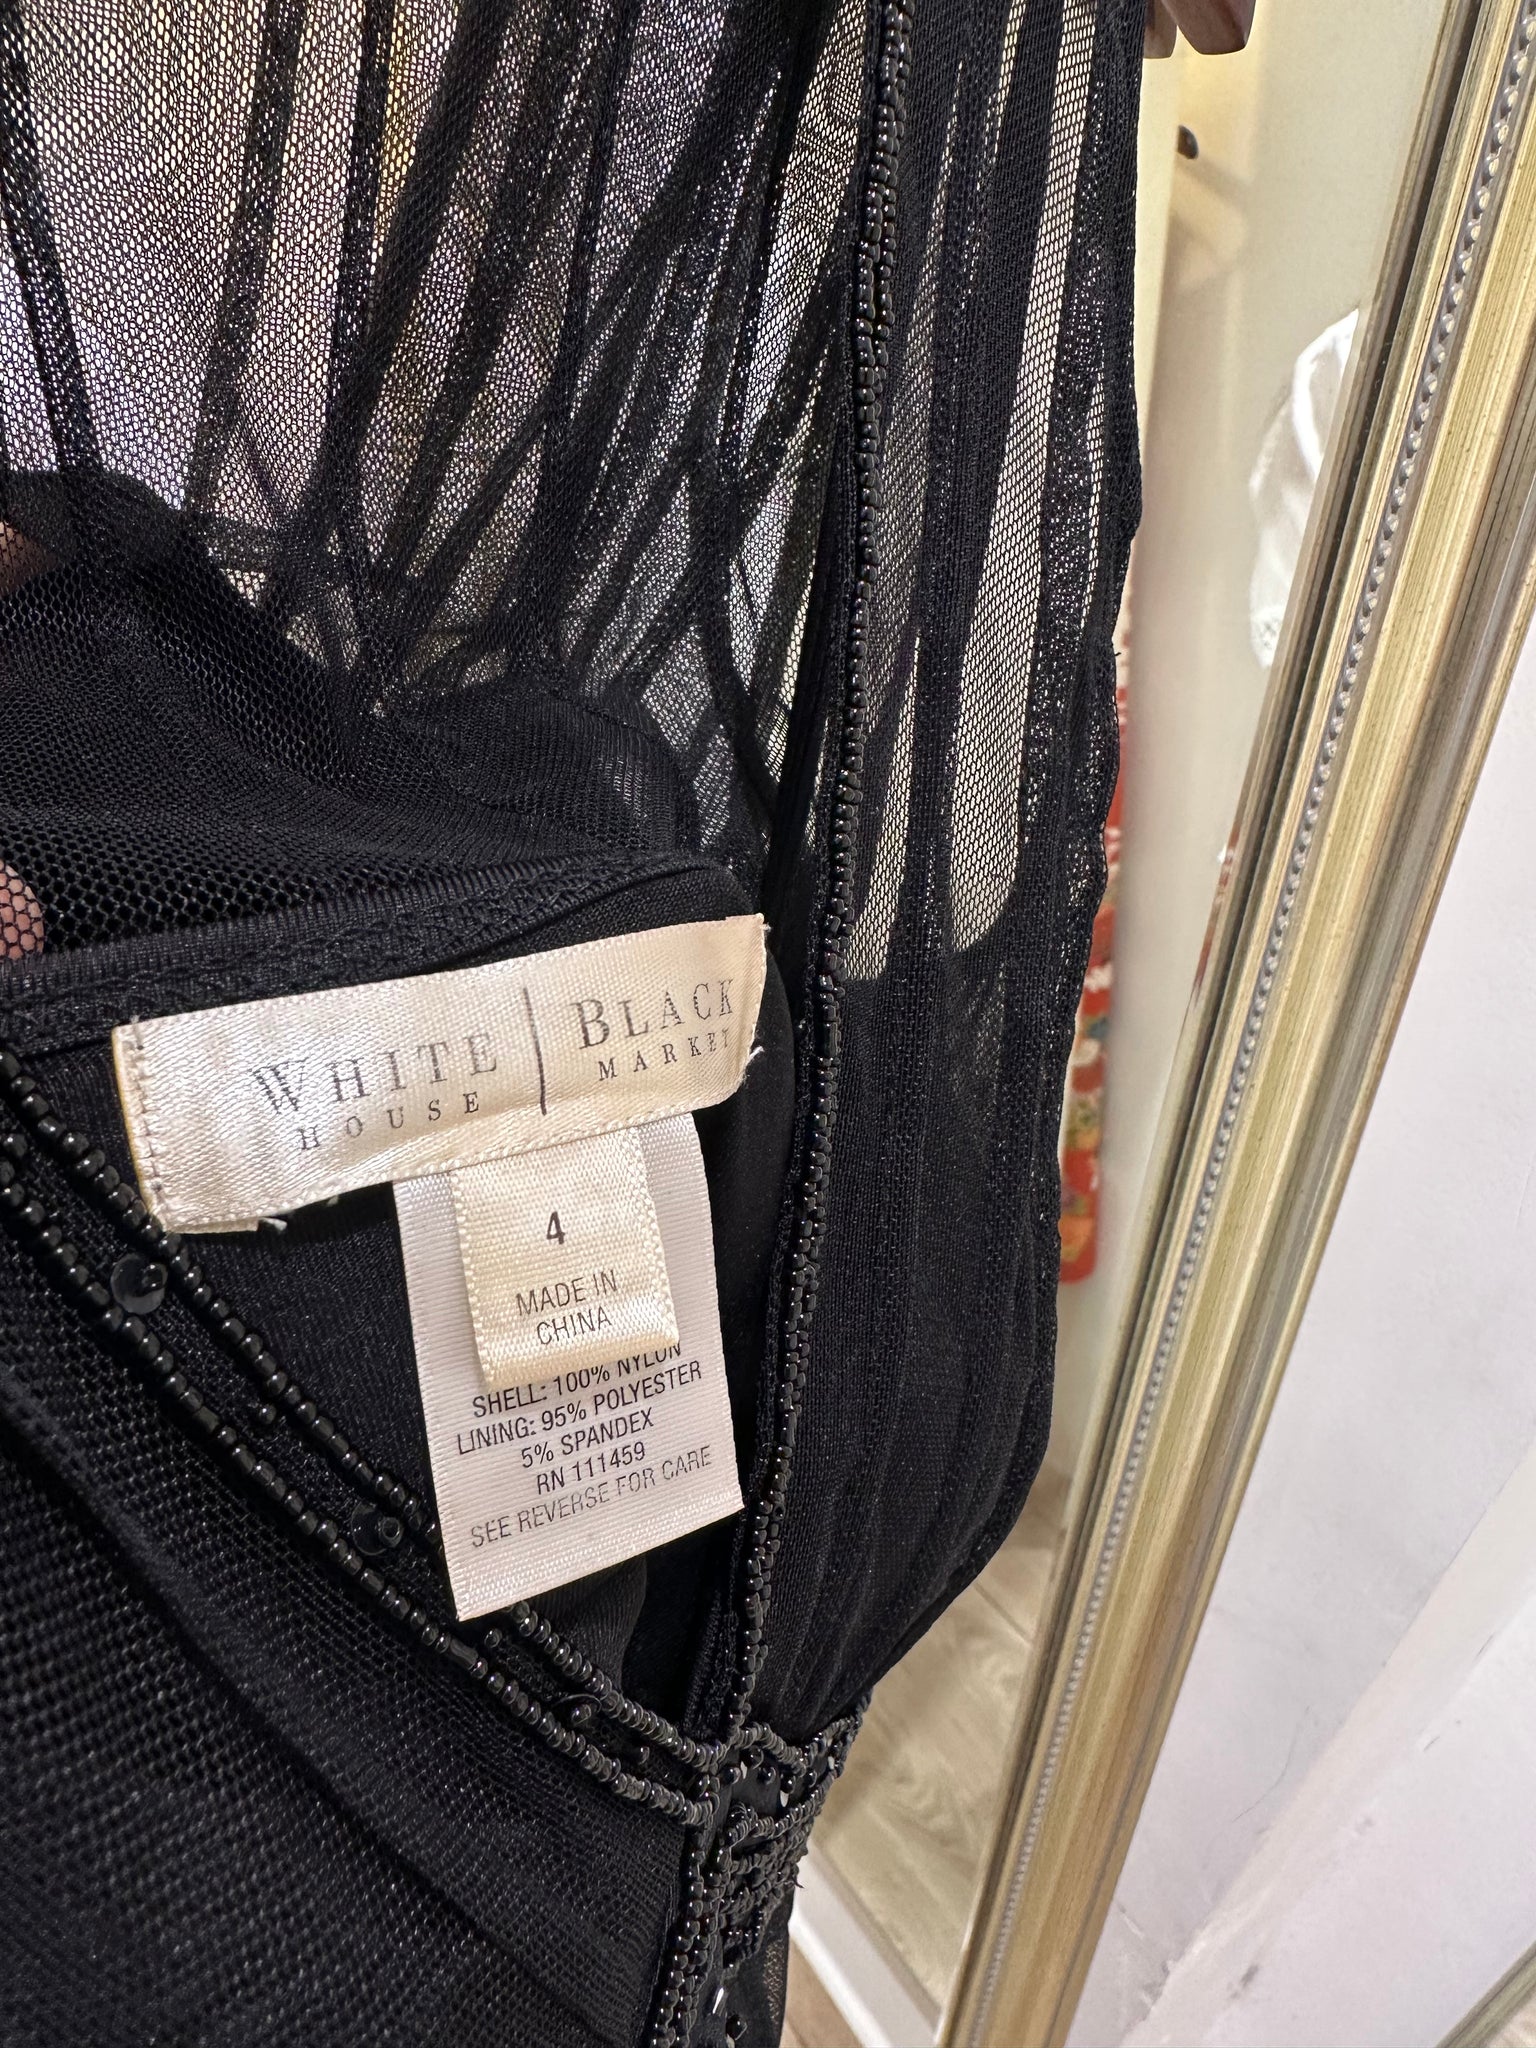 WHITE | BLACK
HOUSE MARKET
4
MADE IN
CHINA
SHELL: 100% NYLON
LINING: 95% POLYESTER
5% SPANDEX
RN 111459
SEE REVERSE FOR CARE